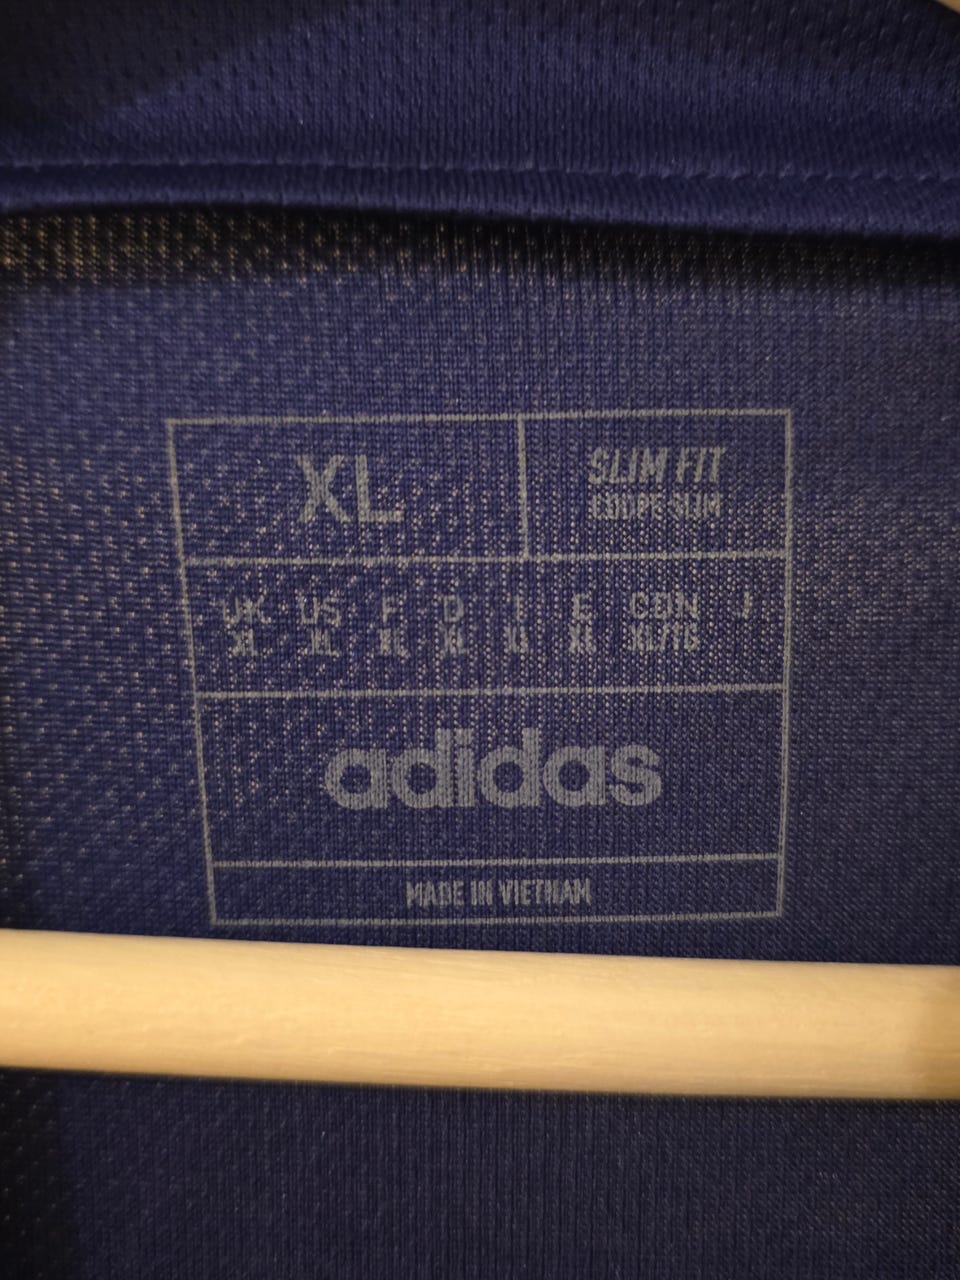 XL
SLIM FIT
COUPE SLIM
UK US F D I E CDN J
XL XL XL XL XL XL XL/TG
adidas
MADE IN VIETNAM